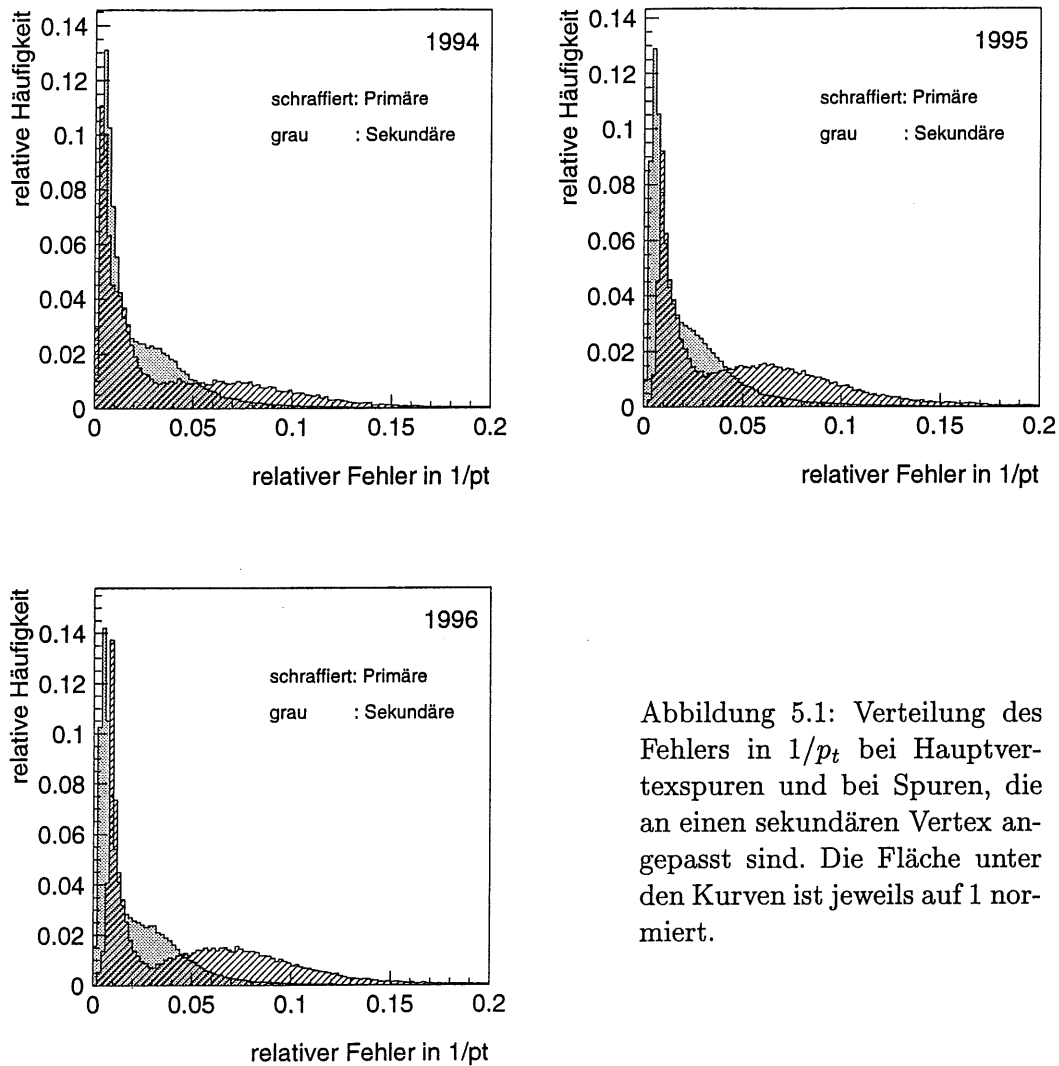 relative Häufigkeit
0.14
0.12
0.1
0.08
0.06
0.04
0.02
0
1994
schraffiert: Primäre
grau : Sekundäre
0 0.05 0.1 0.15 0.2
relativer Fehler in 1/pt
relative Häufigkeit
0.14
0.12
0.1
0.08
0.06
0.04
0.02
0
1995
schraffiert: Primäre
grau : Sekundäre
0 0.05 0.1 0.15 0.2
relativer Fehler in 1/pt
relative Häufigkeit
0.14
0.12
0.1
0.08
0.06
0.04
0.02
0
1996
schraffiert: Primäre
grau : Sekundäre
0 0.05 0.1 0.15 0.2
relativer Fehler in 1/pt
Abbildung 5.1: Verteilung des
Fehlers in 1/p_t bei Hauptver-
texspuren und bei Spuren, die
an einen sekundären Vertex an-
gepasst sind. Die Fläche unter
den Kurven ist jeweils auf 1 nor-
miert.